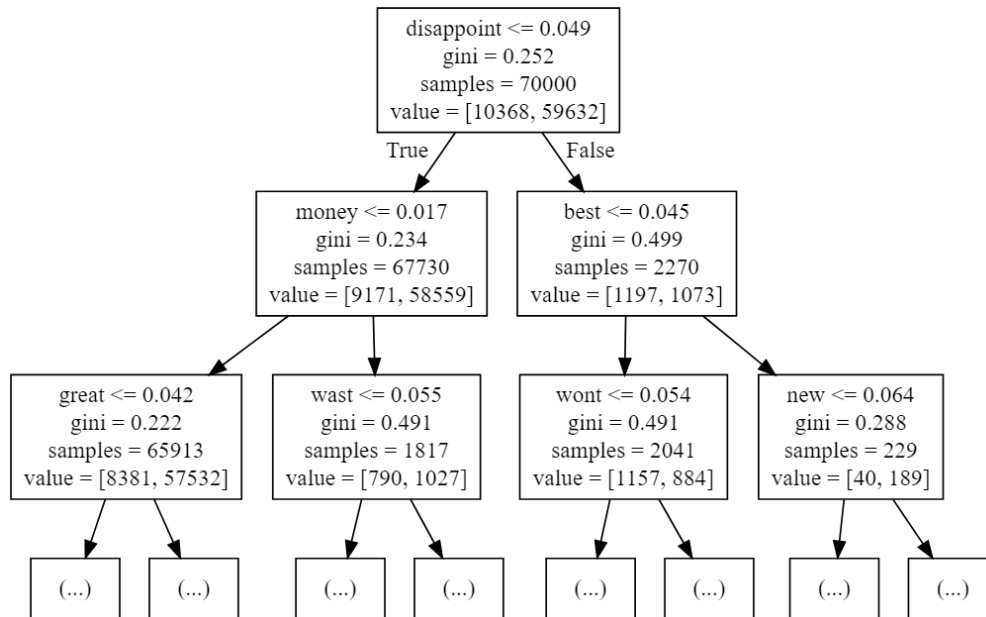 disappoint <= 0.049
gini = 0.252
samples = 70000
value = [10368, 59632]
True
False
money <= 0.017
gini = 0.234
samples = 67730
value = [9171, 58559]
best <= 0.045
gini = 0.499
samples = 2270
value = [1197, 1073]
great <= 0.042
gini = 0.222
samples = 65913
value = [8381, 57532]
wast <= 0.055
gini = 0.491
samples = 1817
value = [790, 1027]
wont <= 0.054
gini = 0.491
samples = 2041
value = [1157, 884]
new <= 0.064
gini = 0.288
samples = 229
value = [40, 189]
(...)
(...)
(...)
(...)
(...)
(...)
(...)
(...)